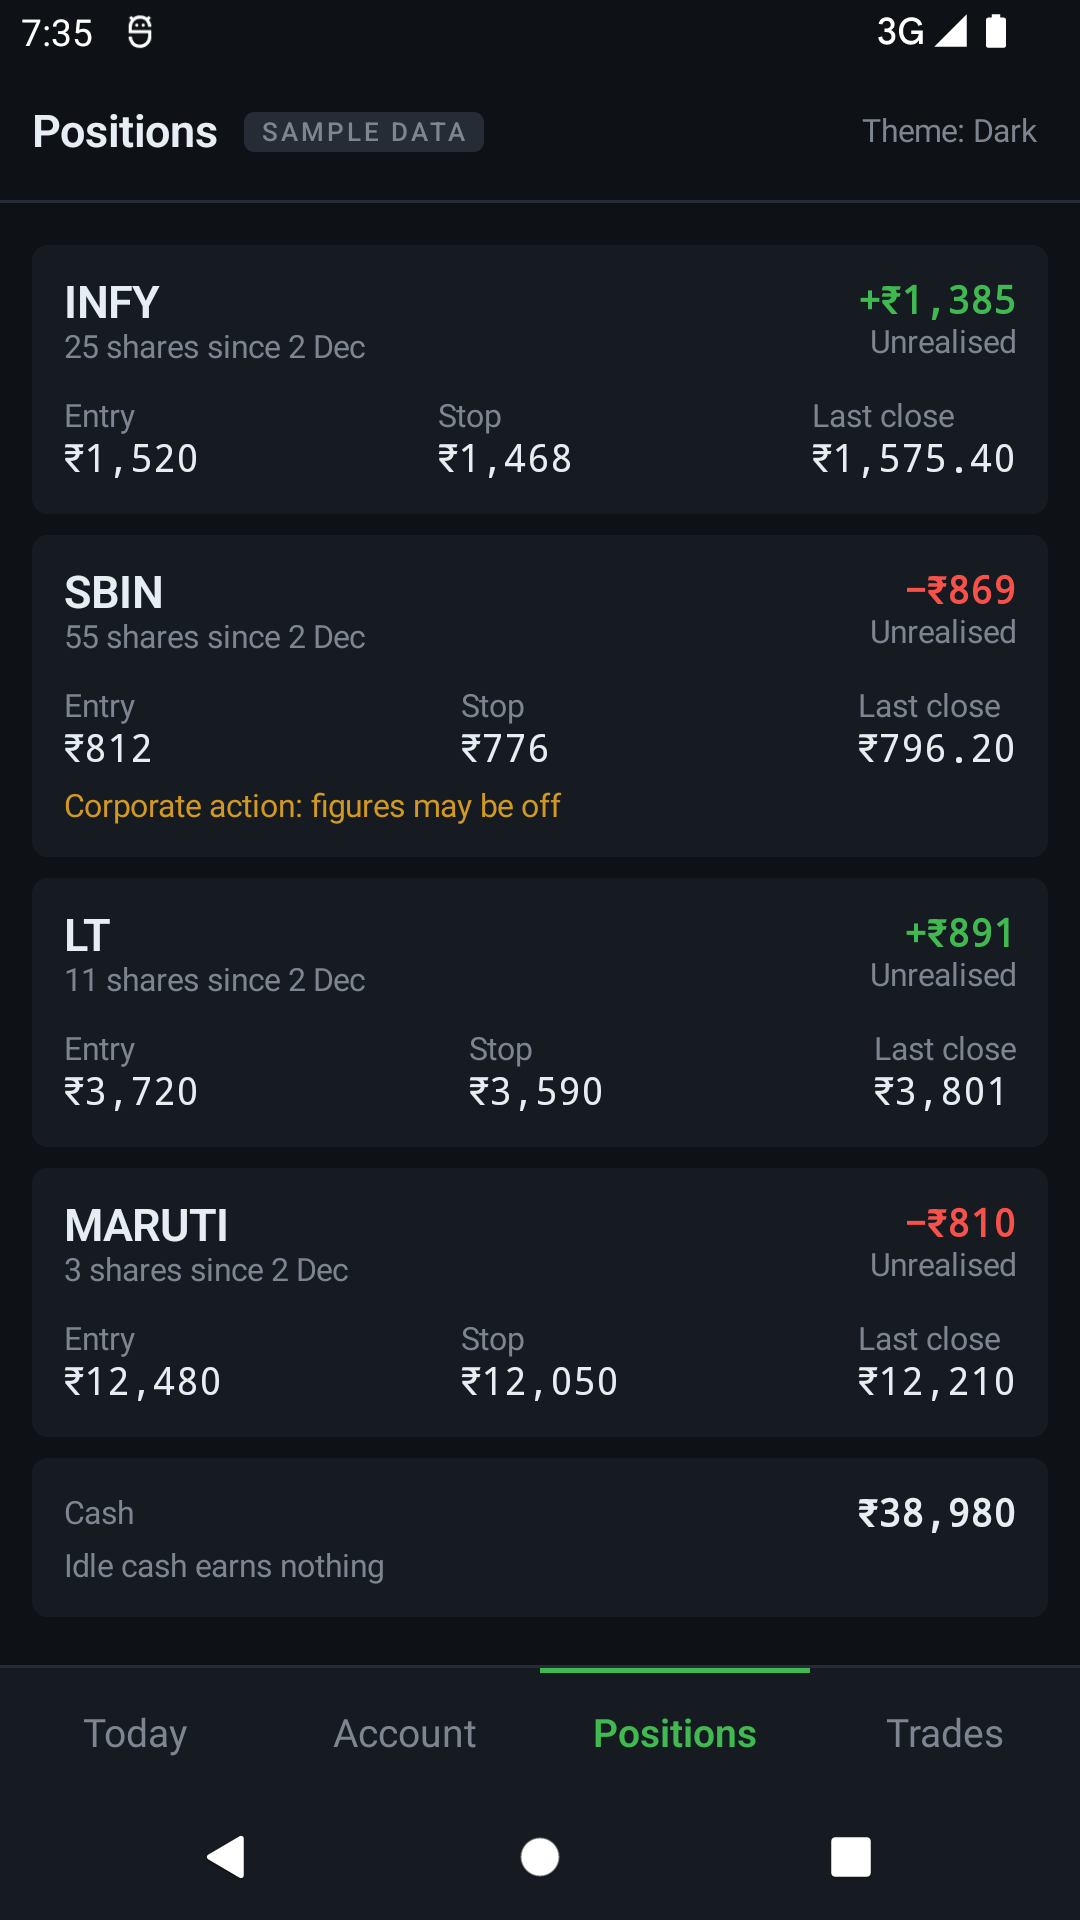 7:35 3G
Positions SAMPLE DATA Theme: Dark
INFY +₹1,385
25 shares since 2 Dec Unrealised
Entry Stop Last close
₹1,520 ₹1,468 ₹1,575.40
SBIN −₹869
55 shares since 2 Dec Unrealised
Entry Stop Last close
₹812 ₹776 ₹796.20
Corporate action: figures may be off
LT +₹891
11 shares since 2 Dec Unrealised
Entry Stop Last close
₹3,720 ₹3,590 ₹3,801
MARUTI −₹810
3 shares since 2 Dec Unrealised
Entry Stop Last close
₹12,480 ₹12,050 ₹12,210
Cash ₹38,980
Idle cash earns nothing
Today Account Positions Trades